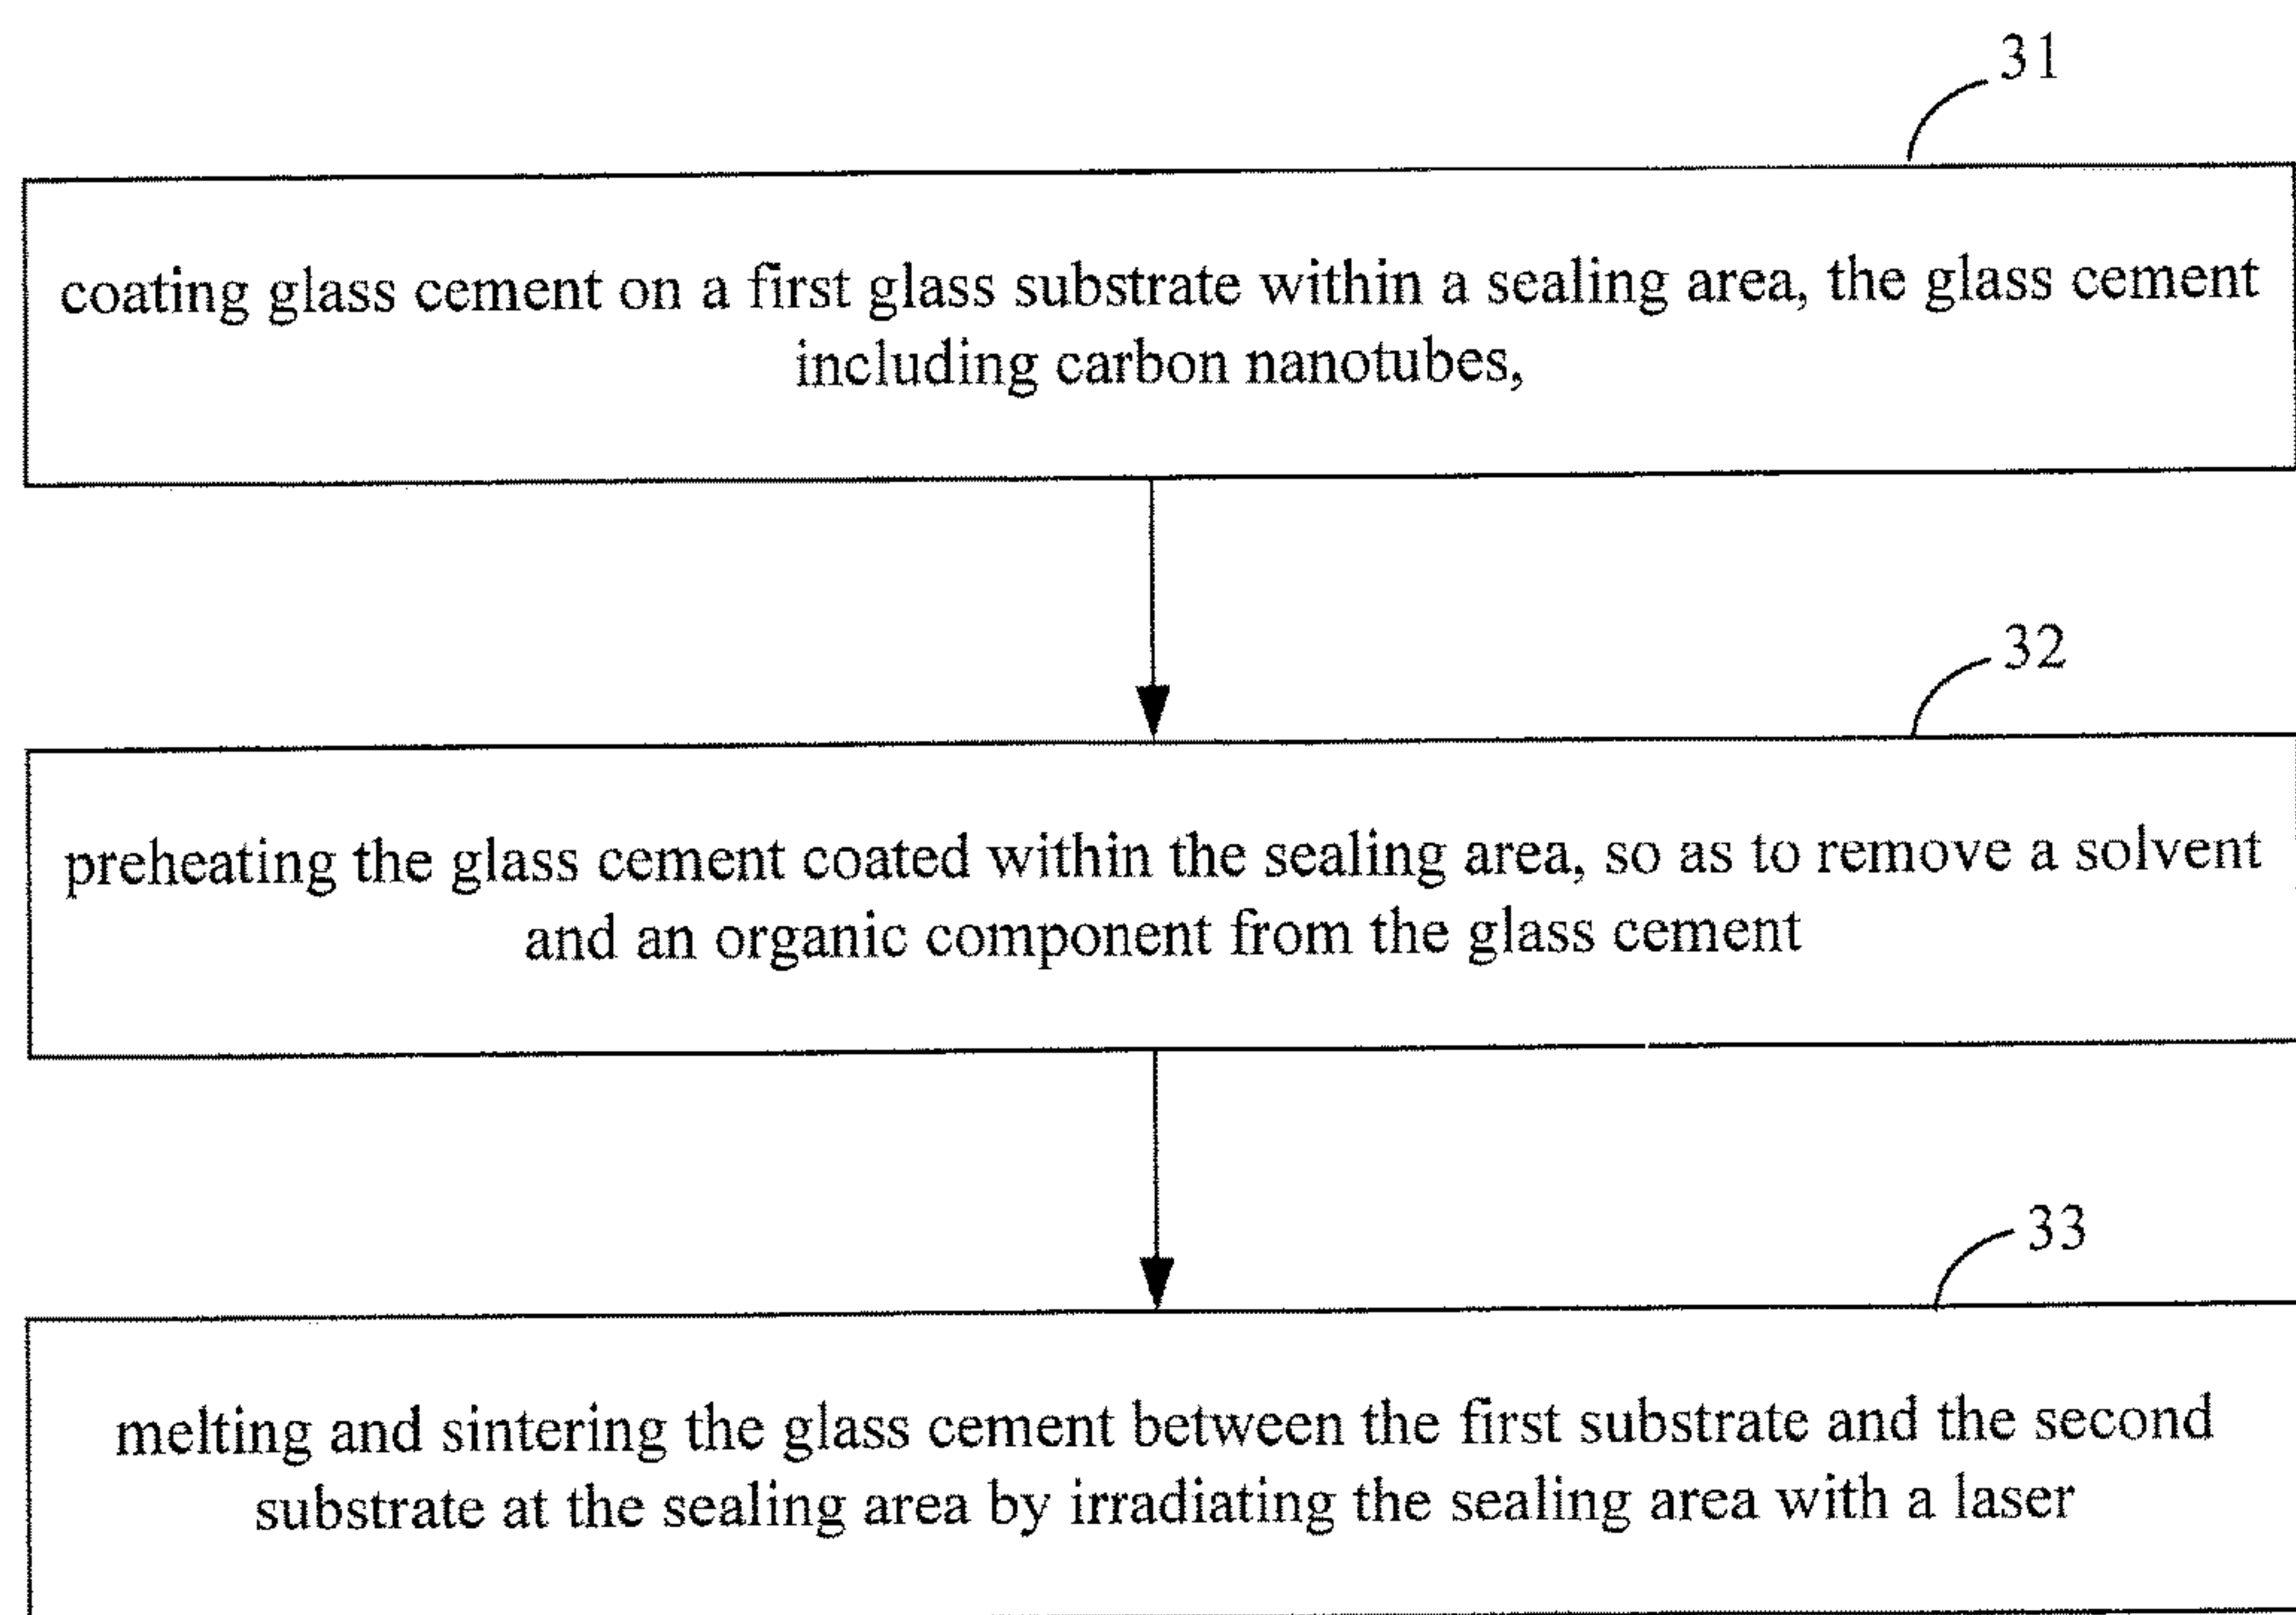 31
coating glass cement on a first glass substrate within a sealing area, the glass cement
including carbon nanotubes,
32
preheating the glass cement coated within the sealing area, so as to remove a solvent
and an organic component from the glass cement
33
melting and sintering the glass cement between the first substrate and the second
substrate at the sealing area by irradiating the sealing area with a laser